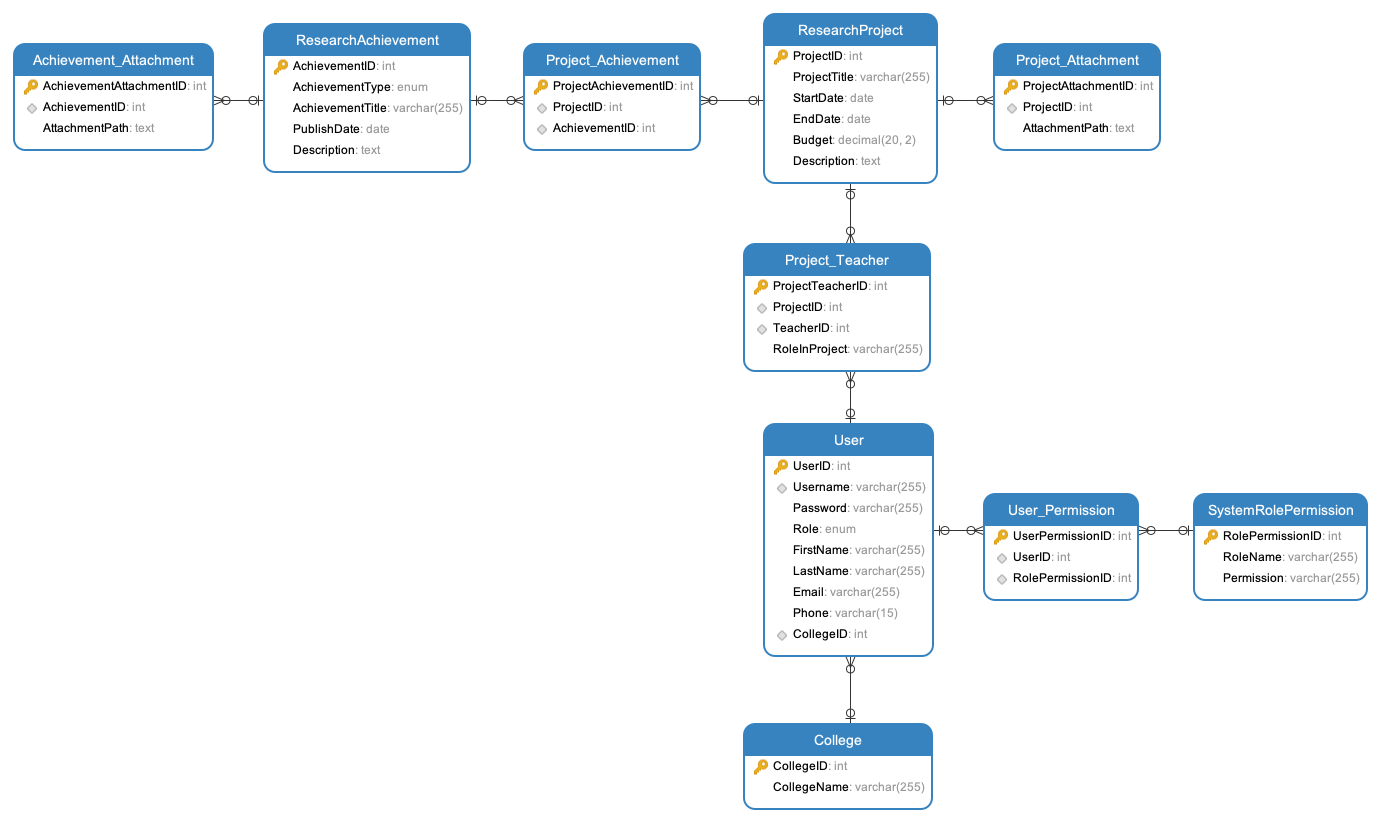 Achievement_Attachment
AchievementAttachmentID: int
AchievementID: int
AttachmentPath: text
ResearchAchievement
AchievementID: int
AchievementType: enum
AchievementTitle: varchar(255)
PublishDate: date
Description: text
Project_Achievement
ProjectAchievementID: int
ProjectID: int
AchievementID: int
ResearchProject
ProjectID: int
ProjectTitle: varchar(255)
StartDate: date
EndDate: date
Budget: decimal(20, 2)
Description: text
Project_Attachment
ProjectAttachmentID: int
ProjectID: int
AttachmentPath: text
Project_Teacher
ProjectTeacherID: int
ProjectID: int
TeacherID: int
RoleInProject: varchar(255)
User
UserID: int
Username: varchar(255)
Password: varchar(255)
Role: enum
FirstName: varchar(255)
LastName: varchar(255)
Email: varchar(255)
Phone: varchar(15)
CollegeID: int
User_Permission
UserPermissionID: int
UserID: int
RolePermissionID: int
SystemRolePermission
RolePermissionID: int
RoleName: varchar(255)
Permission: varchar(255)
College
CollegeID: int
CollegeName: varchar(255)